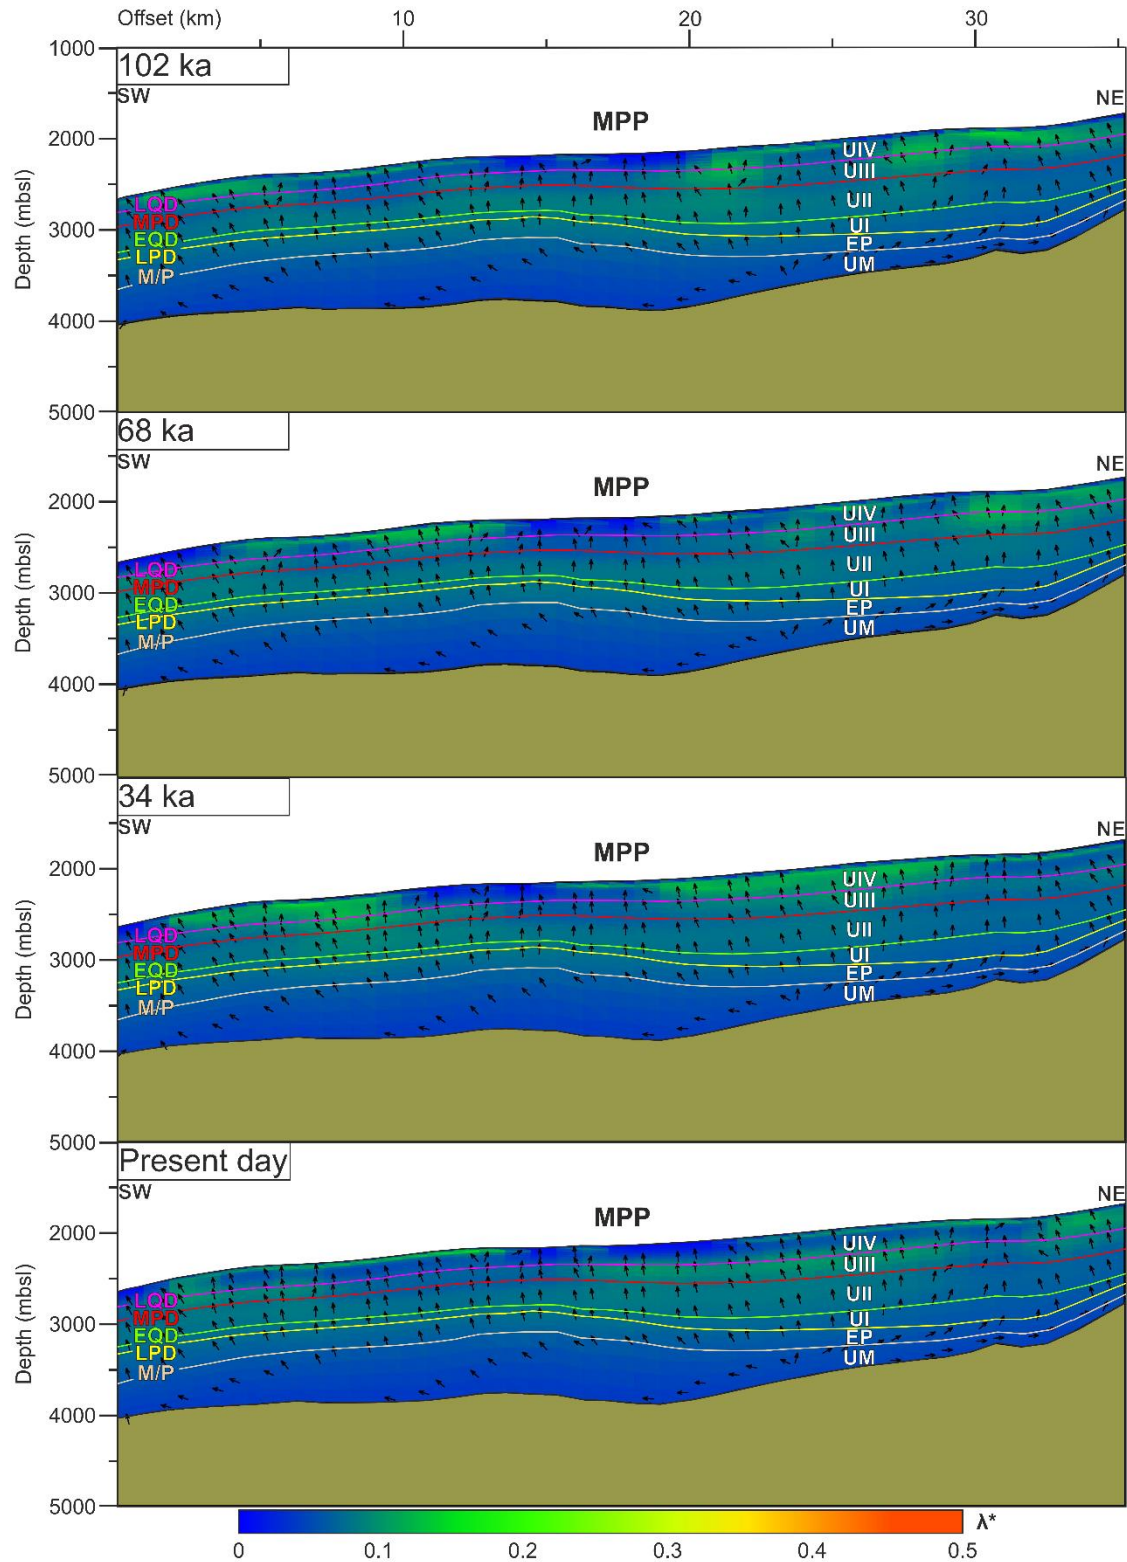 Offset (km) 10 20 30
1000
102 ka
SW
NE
MPP
2000
UIV
UIII
UII
LQD
MPD
UI
3000
EQD
EP
LPD
UM
M/P
Depth (mbsl)
4000
5000
68 ka
SW
NE
MPP
2000
UIV
UIII
UII
LQD
MPD
UI
3000
EQD
EP
LPD
UM
M/P
Depth (mbsl)
4000
5000
34 ka
SW
NE
MPP
2000
UIV
UIII
UII
LQD
MPD
UI
3000
EQD
EP
LPD
UM
M/P
Depth (mbsl)
4000
5000
Present day
SW
NE
MPP
2000
UIV
UIII
UII
LQD
MPD
UI
3000
EQD
EP
LPD
UM
M/P
Depth (mbsl)
4000
5000
λ*
0 0.1 0.2 0.3 0.4 0.5